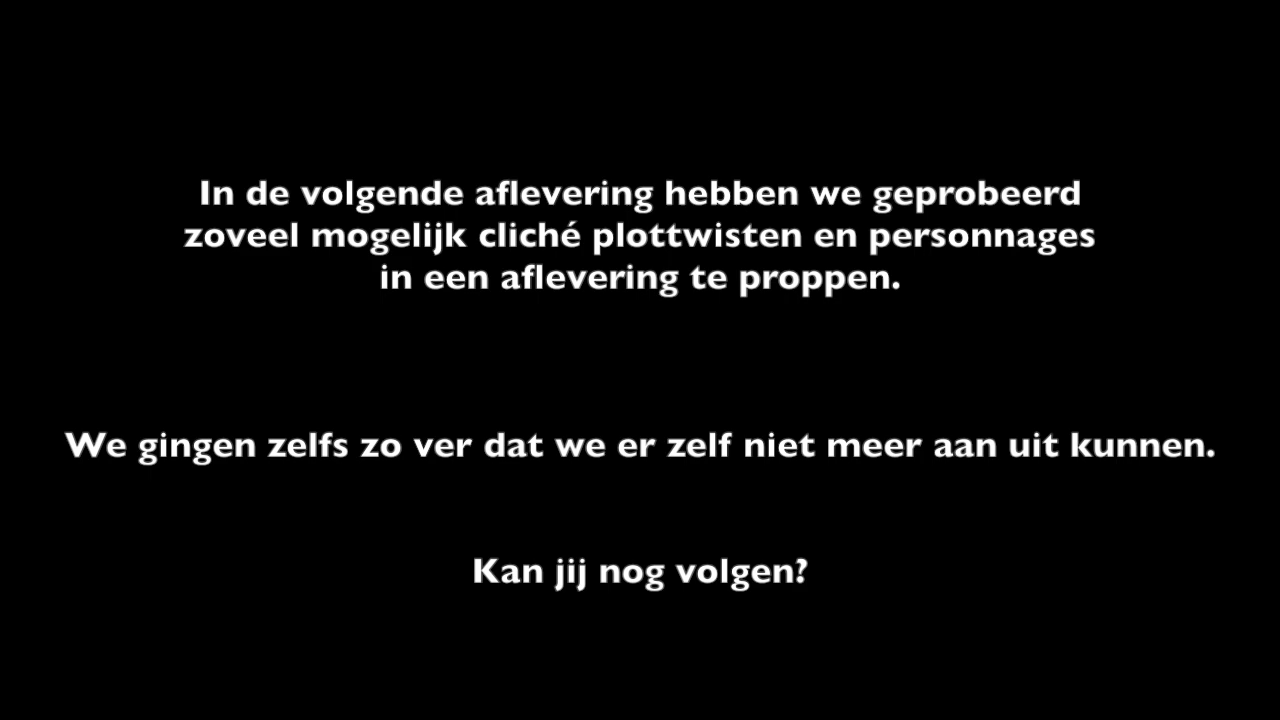 In de volgende aflevering hebben we geprobeerd
zoveel mogelijk cliché plottwisten en personnages
in een aflevering te proppen.
We gingen zelfs zo ver dat we er zelf niet meer aan uit kunnen.
Kan jij nog volgen?